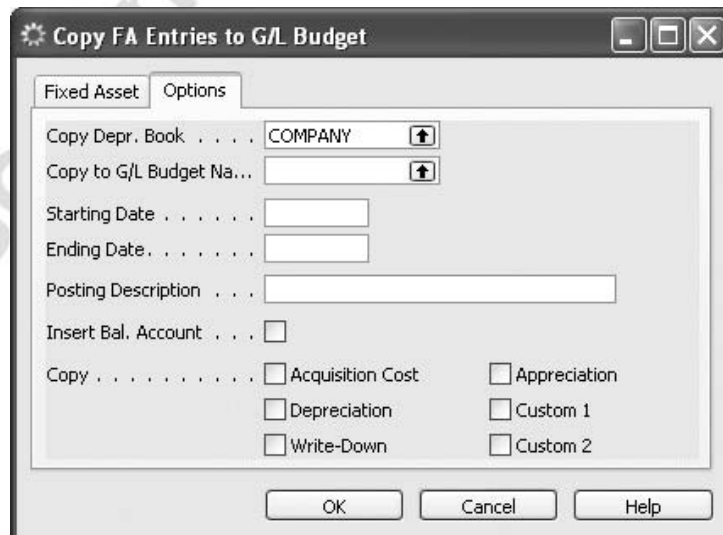 Copy FA Entries to G/L Budget
Fixed Asset Options
Copy Depr. Book . . . . COMPANY
Copy to G/L Budget Na...
Starting Date . . . . . .
Ending Date. . . . . . .
Posting Description . . .
Insert Bal. Account . . .
Copy . . . . . . . . . . Acquisition Cost Appreciation
Depreciation Custom 1
Write-Down Custom 2
OK Cancel Help